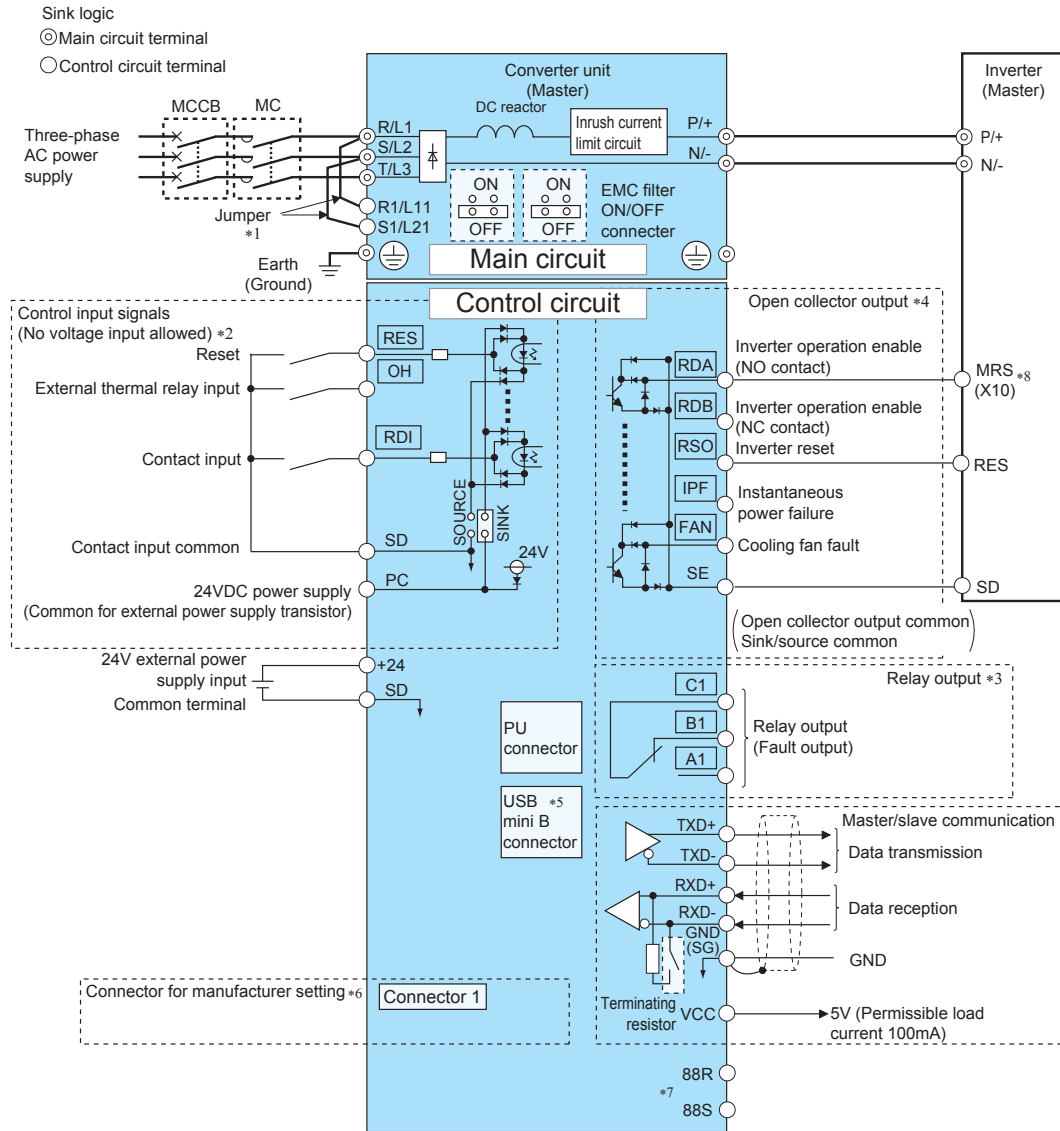 Sink logic
Main circuit terminal
Control circuit terminal
MCCB
MC
Three-phase
AC power
supply
Jumper
*1
Earth
(Ground)
Converter unit
(Master)
DC reactor
Inrush current
limit circuit
R/L1
S/L2
T/L3
R1/L11
S1/L21
P/+
N/-
ON
OFF
ON
OFF
EMC filter
ON/OFF
connecter
Main circuit
Inverter
(Master)
P/+
N/-
Control circuit
Control input signals
(No voltage input allowed) *2
Reset
External thermal relay input
Contact input
Contact input common
24VDC power supply
(Common for external power supply transistor)
RES
OH
RDI
SD
PC
SOURCE
SINK
24V
24V external power
supply input
Common terminal
+24
SD
Open collector output *4
RDA
Inverter operation enable
(NO contact)
RDB
Inverter operation enable
(NC contact)
RSO
Inverter reset
IPF
Instantaneous
power failure
FAN
Cooling fan fault
SE
Open collector output common
Sink/source common
MRS *8
(X10)
RES
SD
Relay output *3
C1
B1
A1
Relay output
(Fault output)
PU
connector
USB *5
mini B
connector
Master/slave communication
TXD+
TXD-
Data transmission
RXD+
RXD-
Data reception
GND
(SG)
GND
Terminating
resistor
VCC
5V (Permissible load
current 100mA)
Connector for manufacturer setting *6
Connector 1
88R
*7
88S